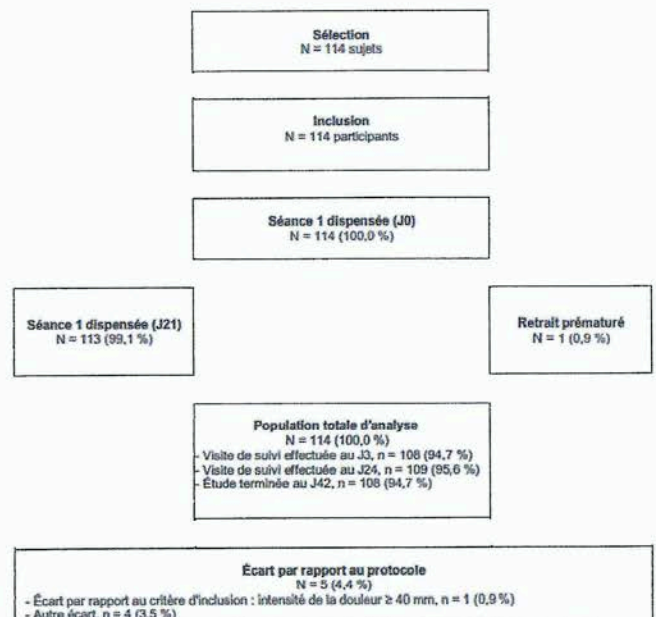 Sélection
N = 114 sujets
Inclusion
N = 114 participants
Séance 1 dispensée (J0)
N = 114 (100,0 %)
Séance 1 dispensée (J21)
N = 113 (99,1 %)
Retrait prématuré
N = 1 (0,9 %)
Population totale d'analyse
N = 114 (100,0 %)
- Visite de suivi effectuée au J3, n = 108 (94,7 %)
- Visite de suivi effectuée au J24, n = 109 (95,6 %)
- Étude terminée au J42, n = 108 (94,7 %)
Écart par rapport au protocole
N = 5 (4,4 %)
- Écart par rapport au critère d'inclusion : intensité de la douleur ≥ 40 mm, n = 1 (0,9 %)
- Autre écart, n = 4 (3,5 %)